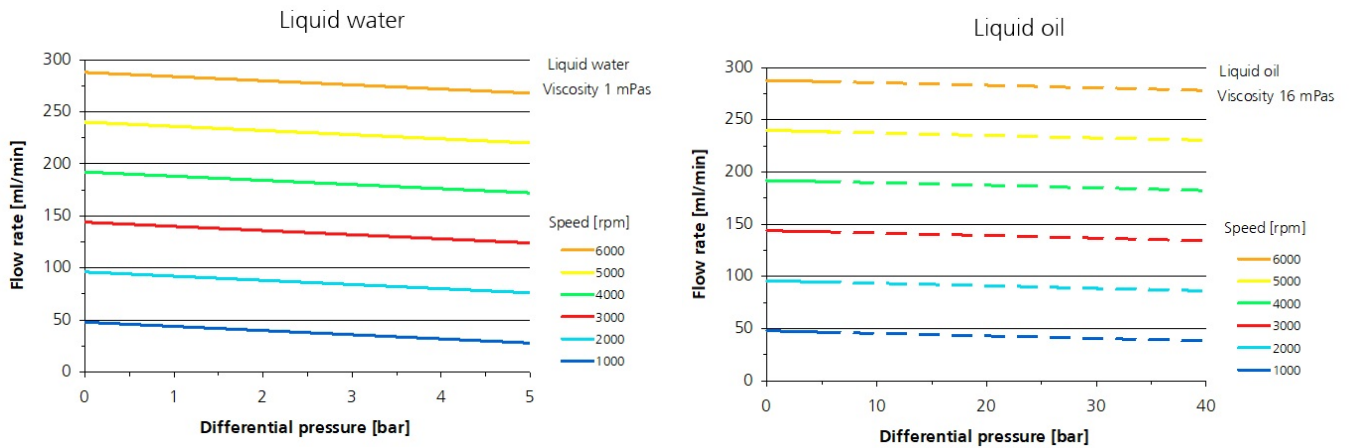 Liquid water
300
250
200
150
100
50
0
Flow rate [ml/min]
0 1 2 3 4 5
Differential pressure [bar]
Liquid water
Viscosity 1 mPas
Speed [rpm]
6000
5000
4000
3000
2000
1000
Liquid oil
300
250
200
150
100
50
0
Flow rate [ml/min]
0 10 20 30 40
Differential pressure [bar]
Liquid oil
Viscosity 16 mPas
Speed [rpm]
6000
5000
4000
3000
2000
1000